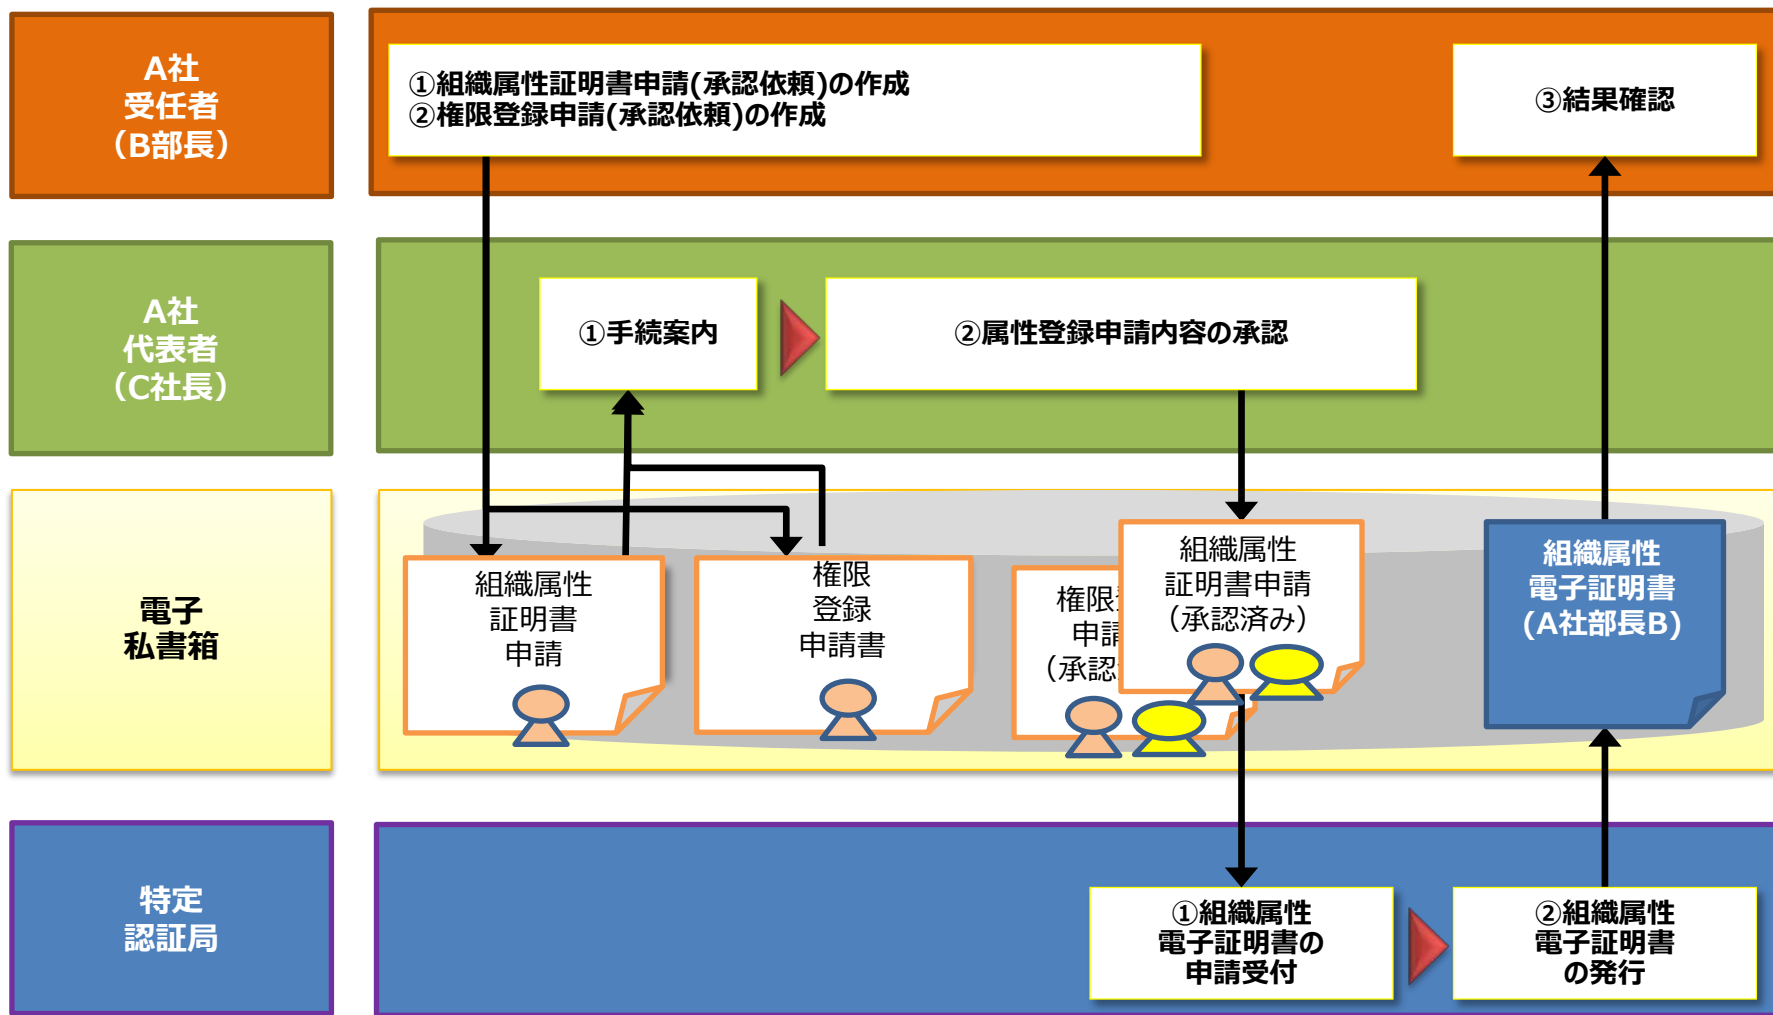 A社
受任者
（B部長）
①組織属性証明書申請(承認依頼)の作成
②権限登録申請(承認依頼)の作成
③結果確認
A社
代表者
（C社長）
①手続案内
②属性登録申請内容の承認
電子
私書箱
組織属性
証明書
申請
権限
登録
申請書
権限
申請
（承認
組織属性
証明書申請
（承認済み）
組織属性
電子証明書
(A社部長B)
特定
認証局
①組織属性
電子証明書の
申請受付
②組織属性
電子証明書
の発行